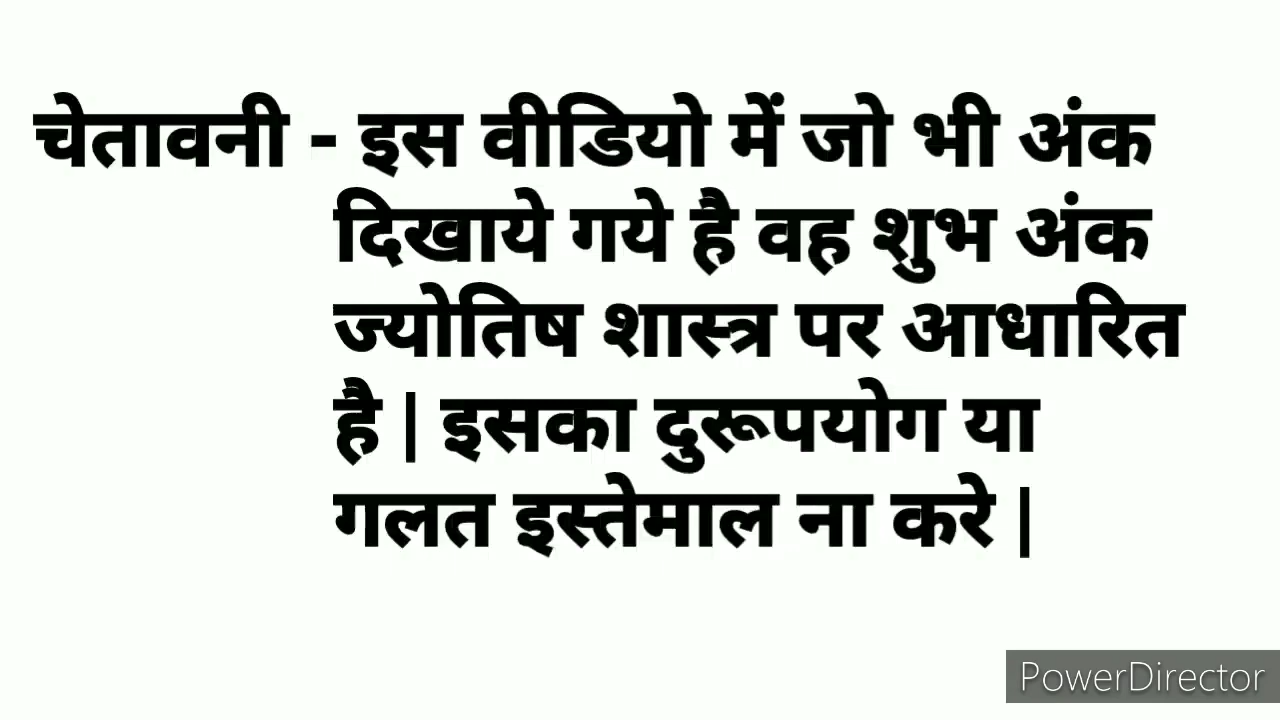 चेतावनी - इस वीडियो में जो भी अंक
दिखाये गये है वह शुभ अंक
ज्योतिष शास्त्र पर आधारित
है | इसका दुरूपयोग या
गलत इस्तेमाल ना करे |
PowerDirector